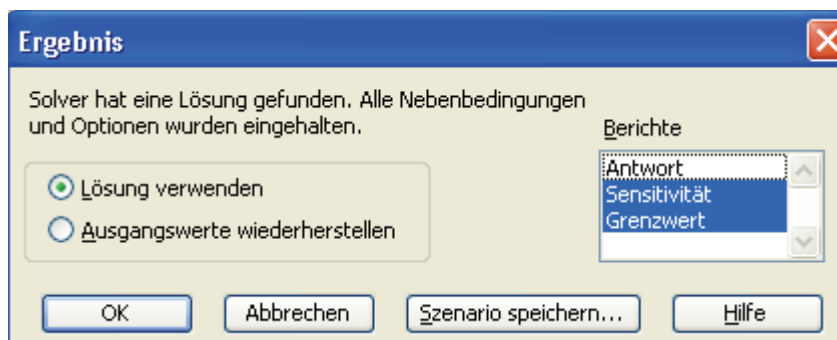 Ergebnis
Solver hat eine Lösung gefunden. Alle Nebenbedingungen
und Optionen wurden eingehalten.
Berichte
Lösung verwenden
Ausgangswerte wiederherstellen
Antwort
Sensitivität
Grenzwert
OK
Abbrechen
Szenario speichern...
Hilfe